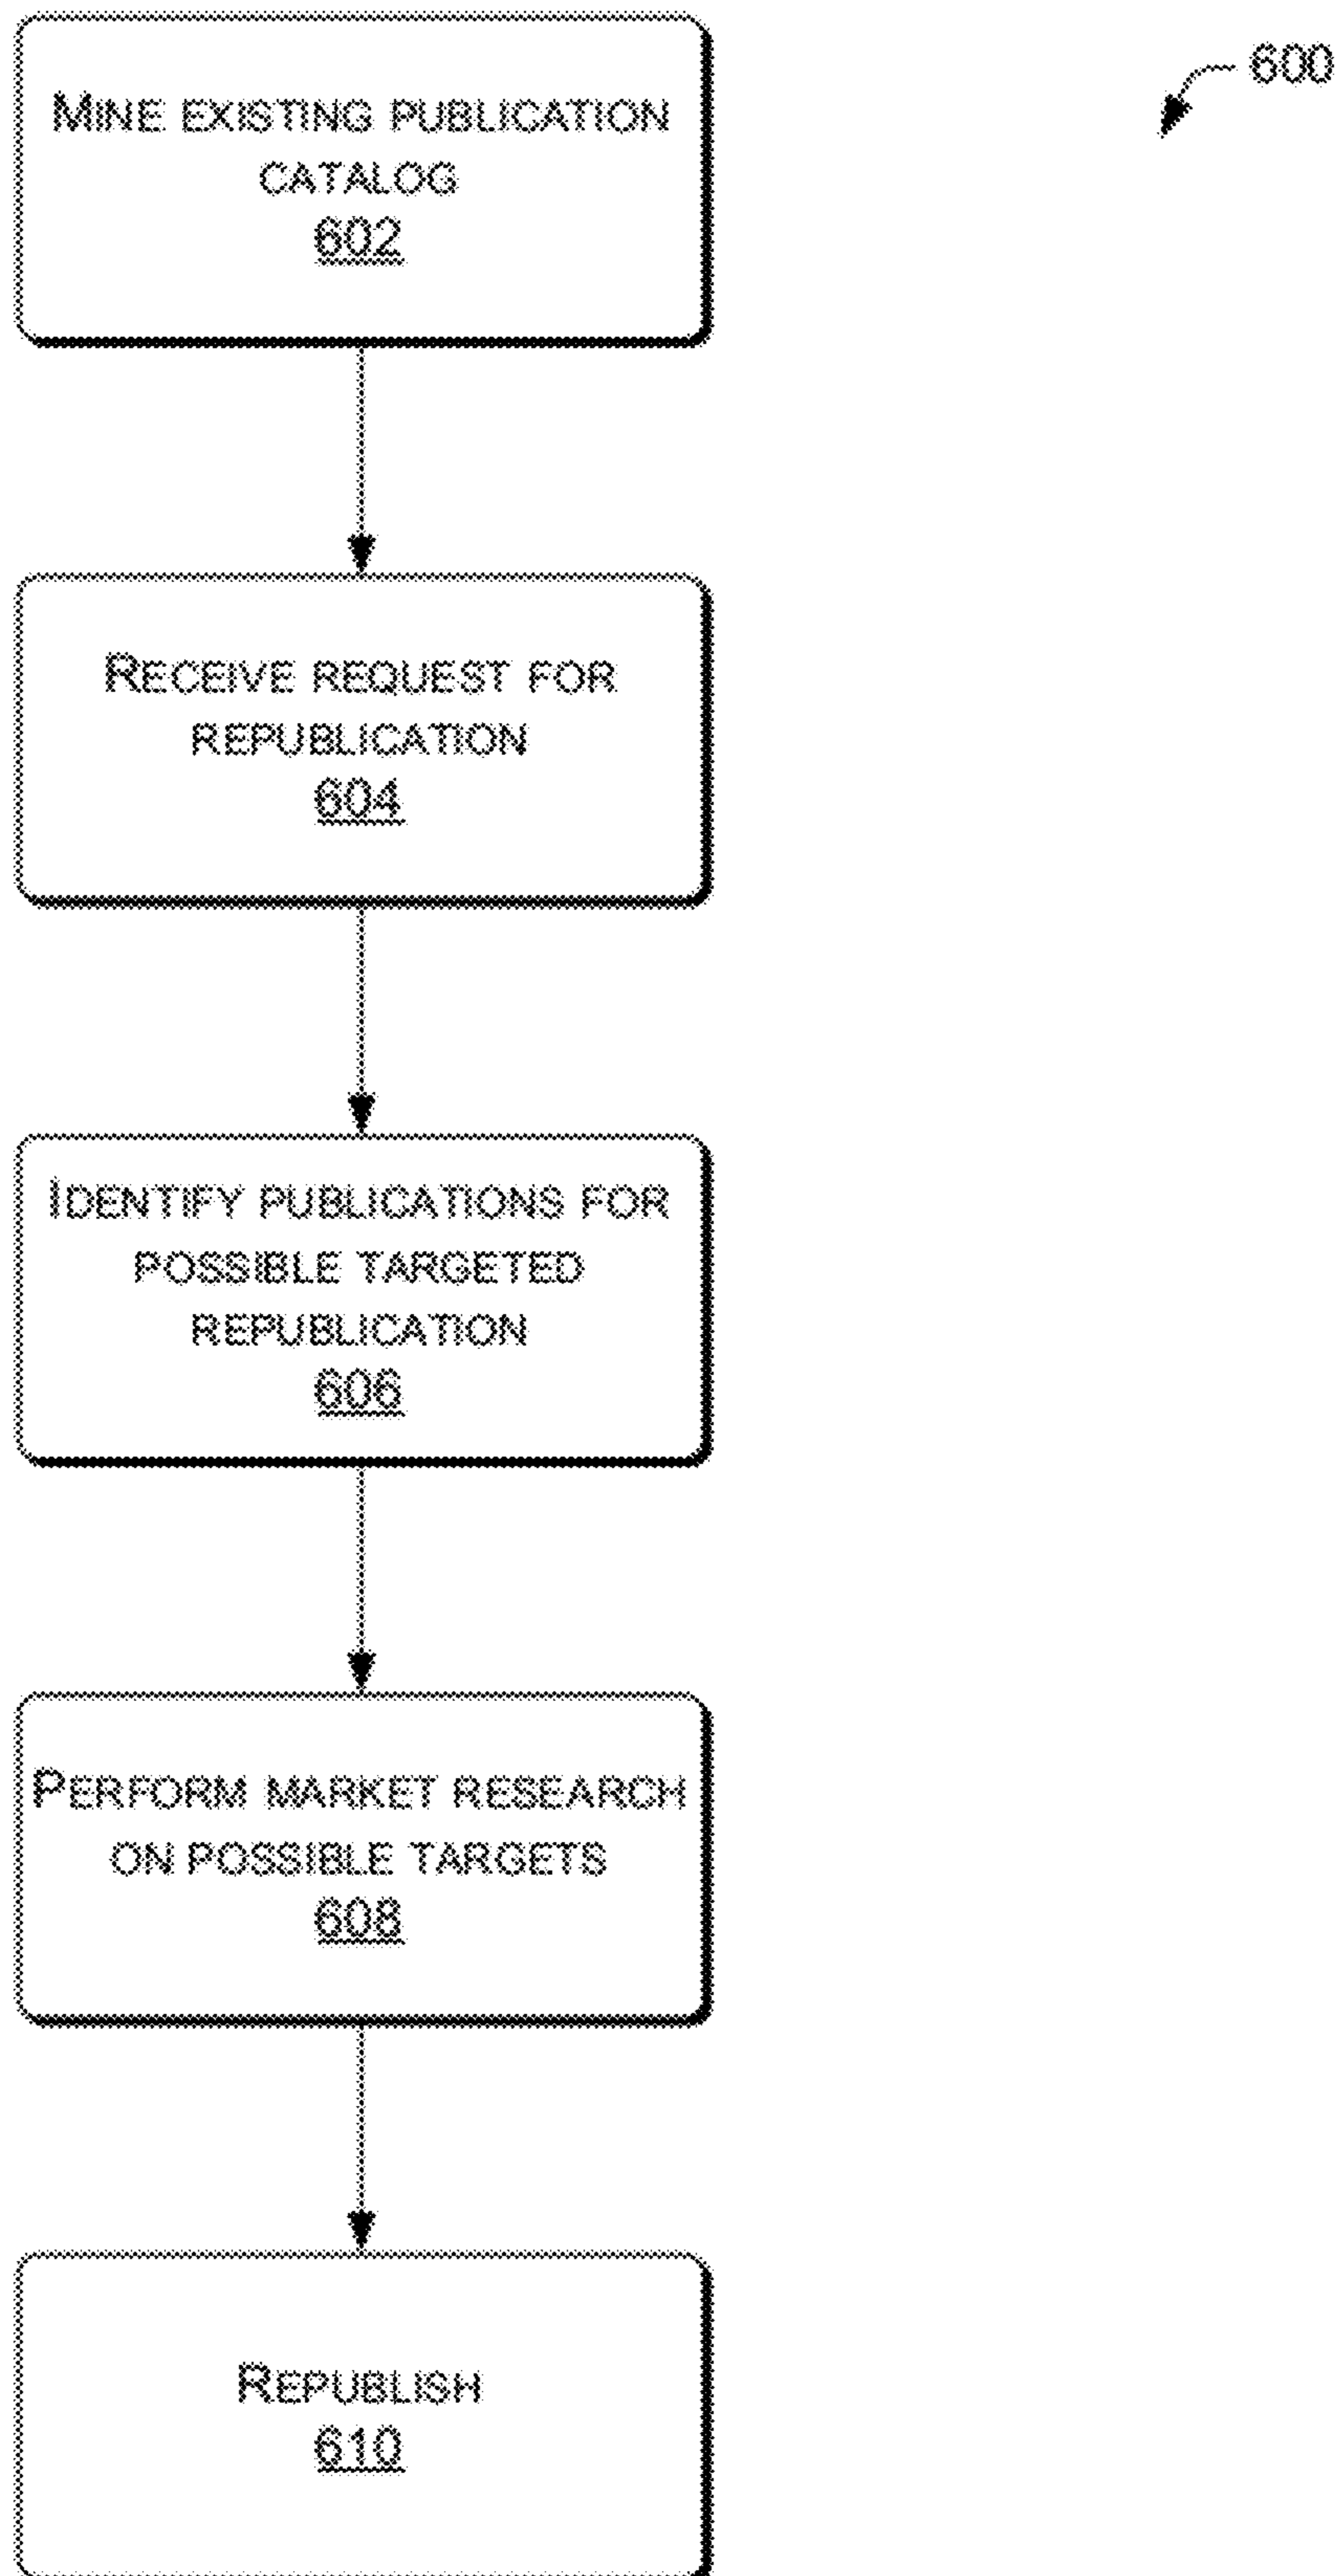 600
MINE EXISTING PUBLICATION
CATALOG
602
RECEIVE REQUEST FOR
REPUBLICATION
604
IDENTIFY PUBLICATIONS FOR
POSSIBLE TARGETED
REPUBLICATION
606
PERFORM MARKET RESEARCH
ON POSSIBLE TARGETS
608
REPUBLISH
610